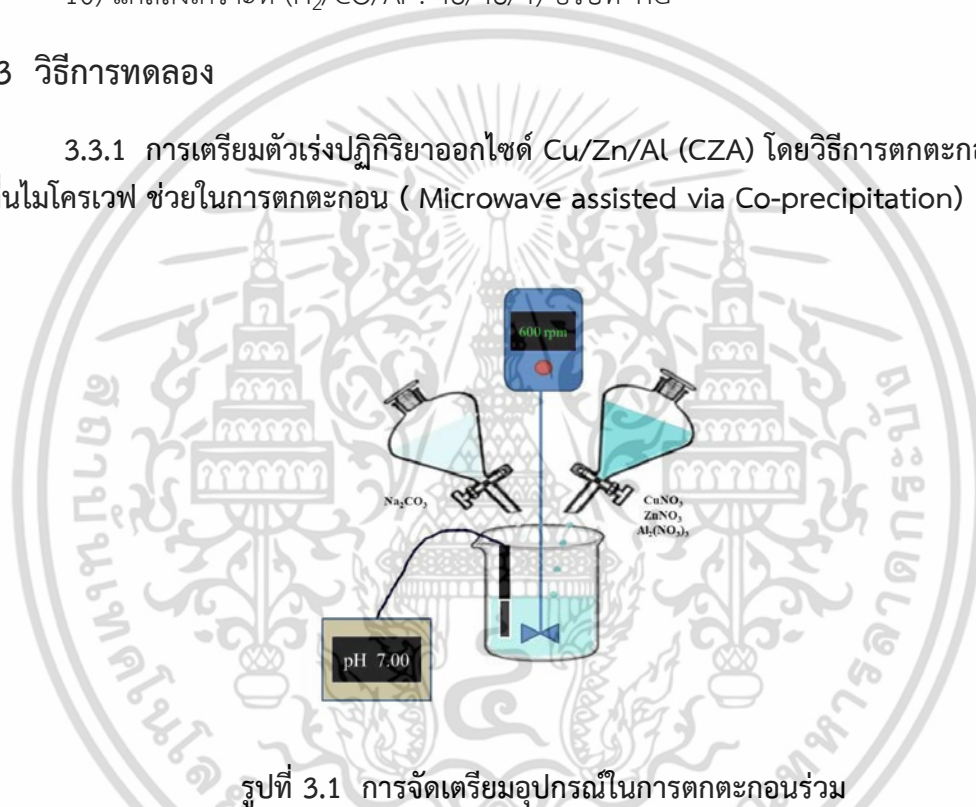 3 วิธีการทดลอง
3.3.1 การเตรียมตัวเร่งปฏิกิริยาออกไซด์ Cu/Zn/Al (CZA) โดยวิธีการตกตะก
นไมโครเวฟ ช่วยในการตกตะกอน ( Microwave assisted via Co-precipitation)
600 rpm
Na₂CO₃
CuNO₃
ZnNO₃
Al₂(NO₃)₃
pH 7.00
รูปที่ 3.1 การจัดเตรียมอุปกรณ์ในการตกตะกอนร่วม